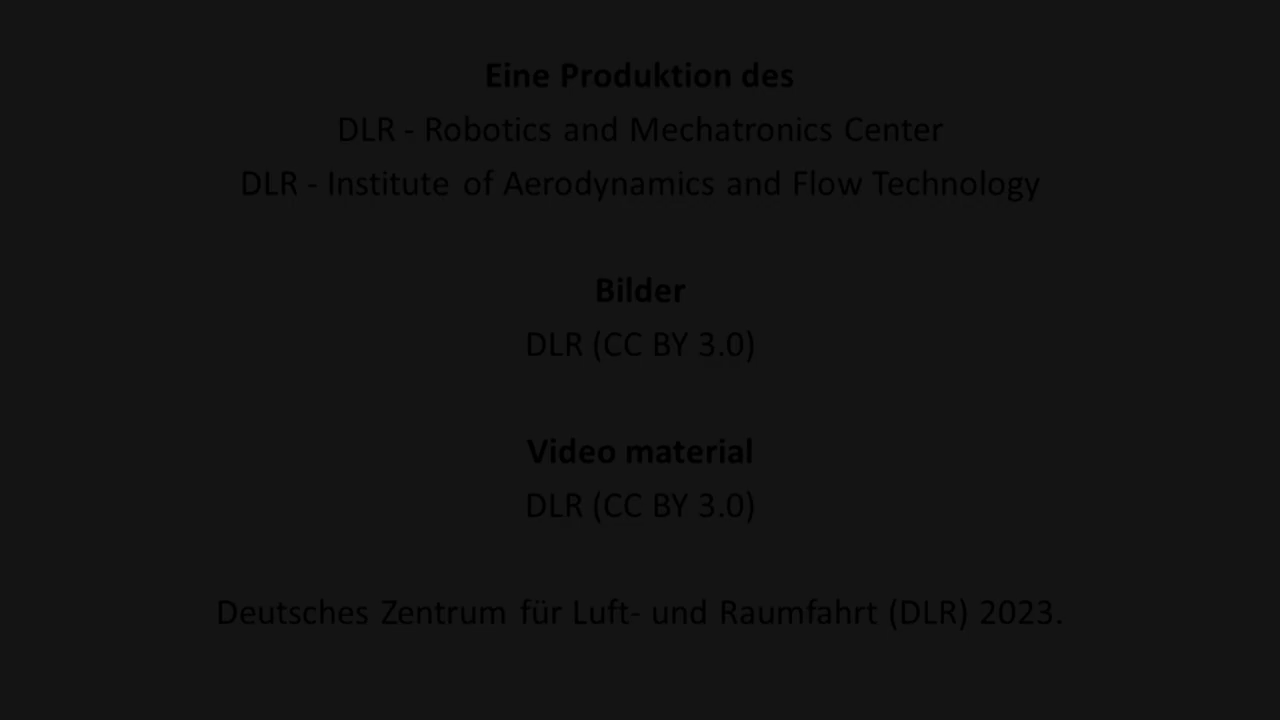 Eine Produktion des
DLR - Robotics and Mechatronics Center
DLR - Institute of Aerodynamics and Flow Technology
Bilder
DLR (CC BY 3.0)
Video material
DLR (CC BY 3.0)
Deutsches Zentrum für Luft- und Raumfahrt (DLR) 2023.